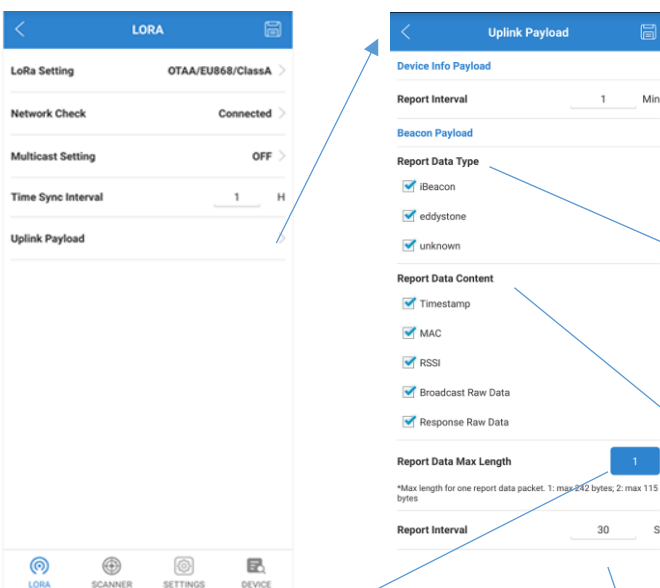 LORA
LoRa Setting OTAA/EU868/ClassA
Network Check Connected
Multicast Setting OFF
Time Sync Interval 1 H
Uplink Payload
LORA SCANNER SETTINGS DEVICE
Uplink Payload
Device Info Payload
Report Interval 1 Min
Beacon Payload
Report Data Type
iBeacon
eddystone
unknown
Report Data Content
Timestamp
MAC
RSSI
Broadcast Raw Data
Response Raw Data
Report Data Max Length 1
*Max length for one report data packet. 1: max 242 bytes; 2: max 115
bytes
Report Interval 30 S